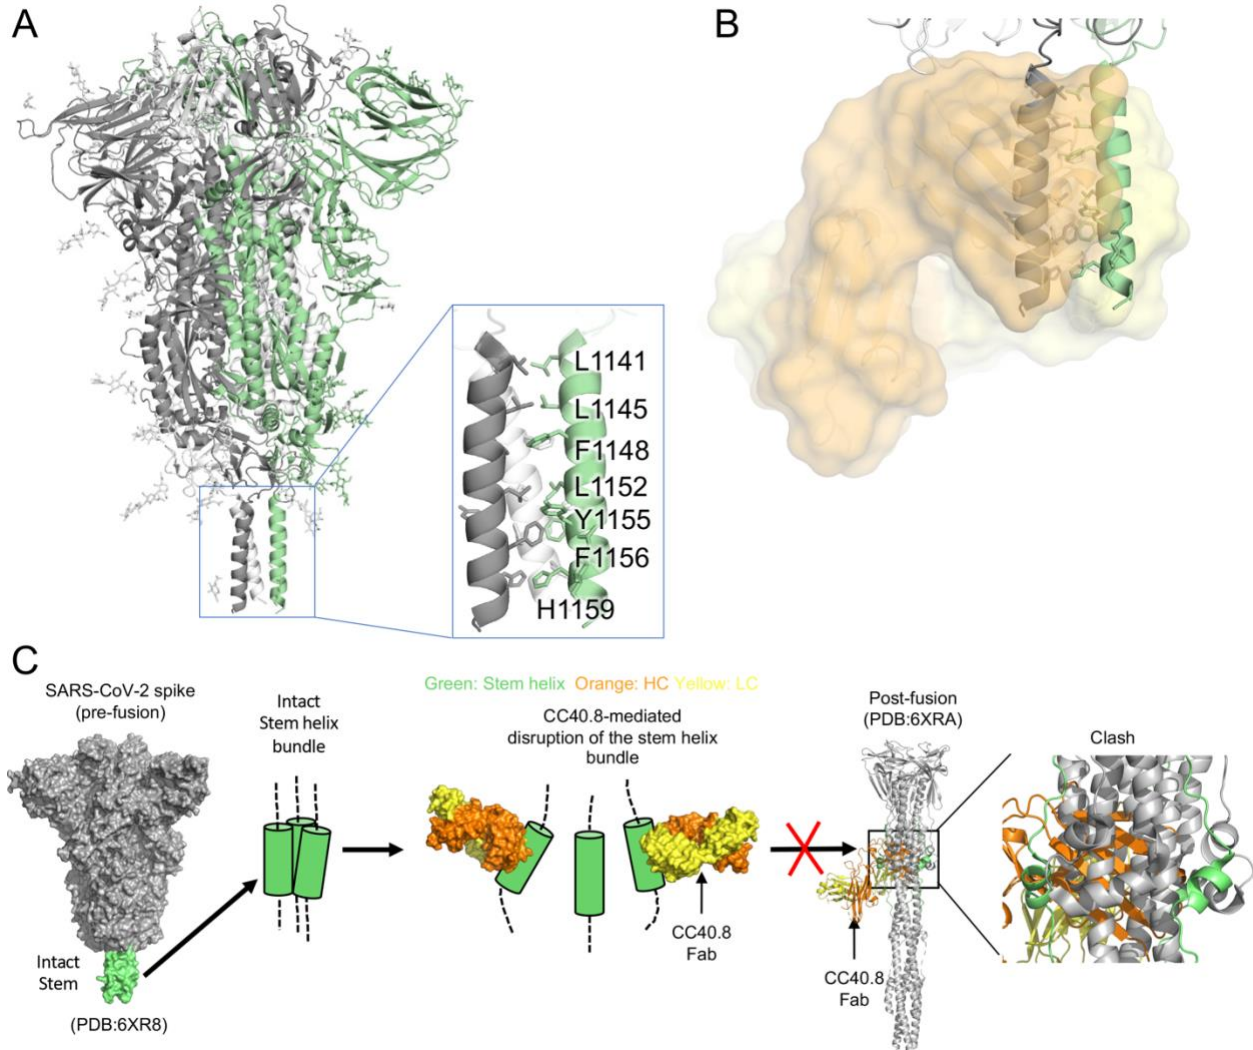 A
L1141
L1145
F1148
L1152
Y1155
F1156
H1159
B
C
SARS-CoV-2 spike
(pre-fusion)
Intact
Stem
(PDB:6XR8)
Intact
Stem helix
bundle
Green: Stem helix Orange: HC Yellow: LC
CC40.8-mediated
disruption of the stem helix
bundle
CC40.8
Fab
Post-fusion
(PDB:6XRA)
CC40.8
Fab
Clash